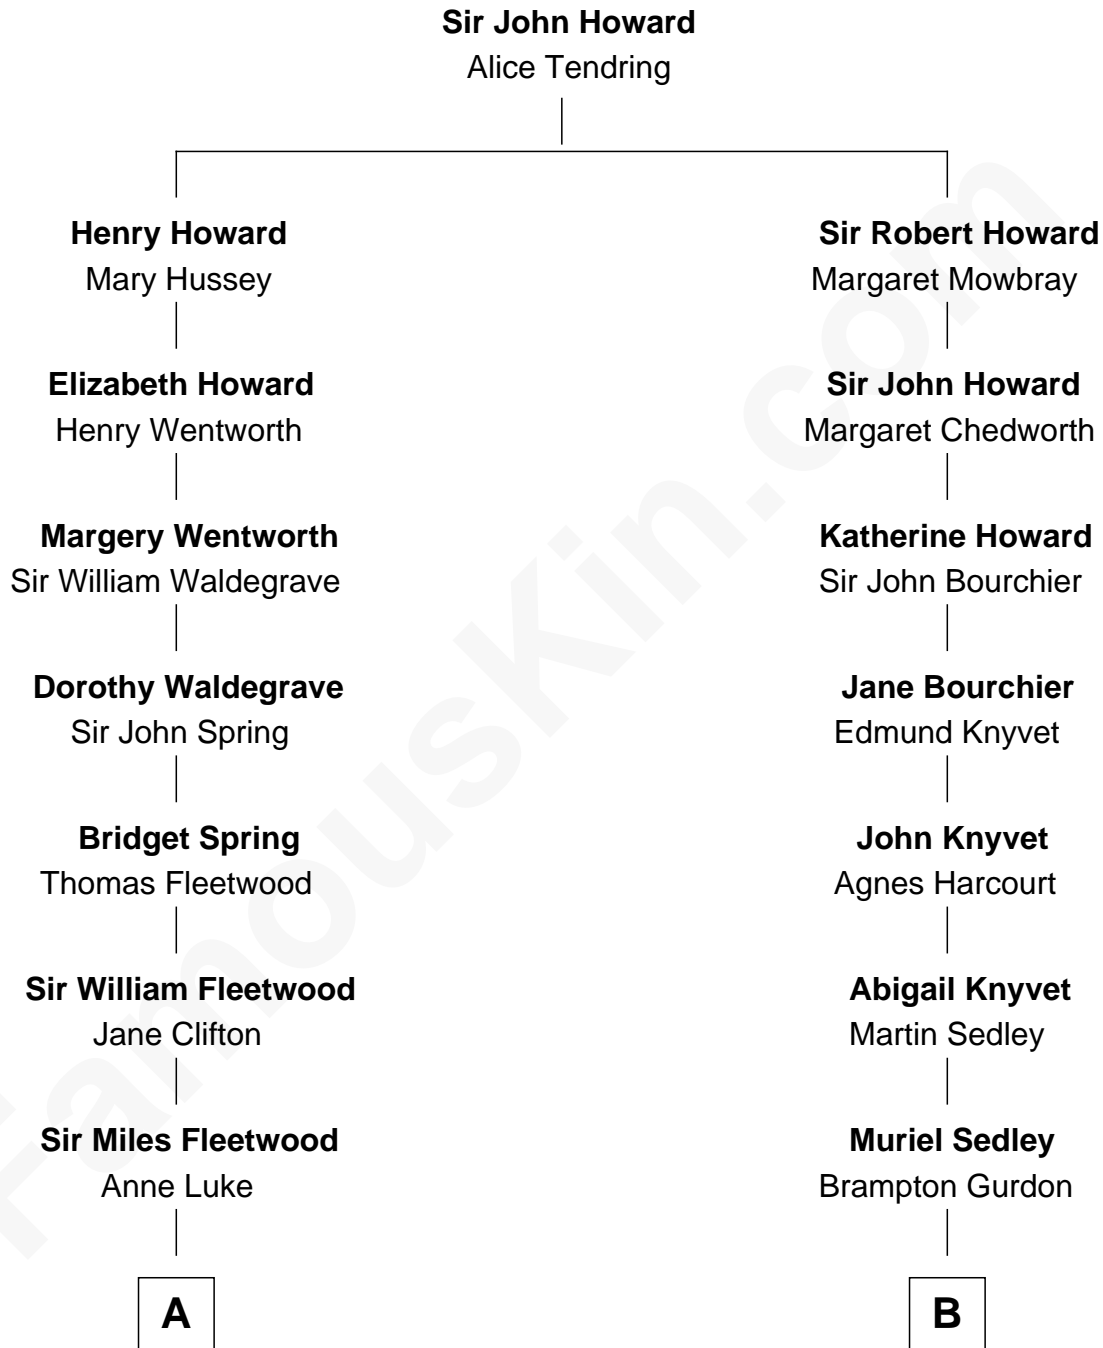 Sir John Howard
Alice Tendring
Henry Howard
Mary Hussey
Elizabeth Howard
Henry Wentworth
Margery Wentworth
Sir William Waldegrave
Dorothy Waldegrave
Sir John Spring
Bridget Spring
Thomas Fleetwood
Sir William Fleetwood
Jane Clifton
Sir Miles Fleetwood
Anne Luke
A
Sir Robert Howard
Margaret Mowbray
Sir John Howard
Margaret Chedworth
Katherine Howard
Sir John Bourchier
Jane Bourchier
Edmund Knyvet
John Knyvet
Agnes Harcourt
Abigail Knyvet
Martin Sedley
Muriel Sedley
Brampton Gurdon
B
FamousKin.com